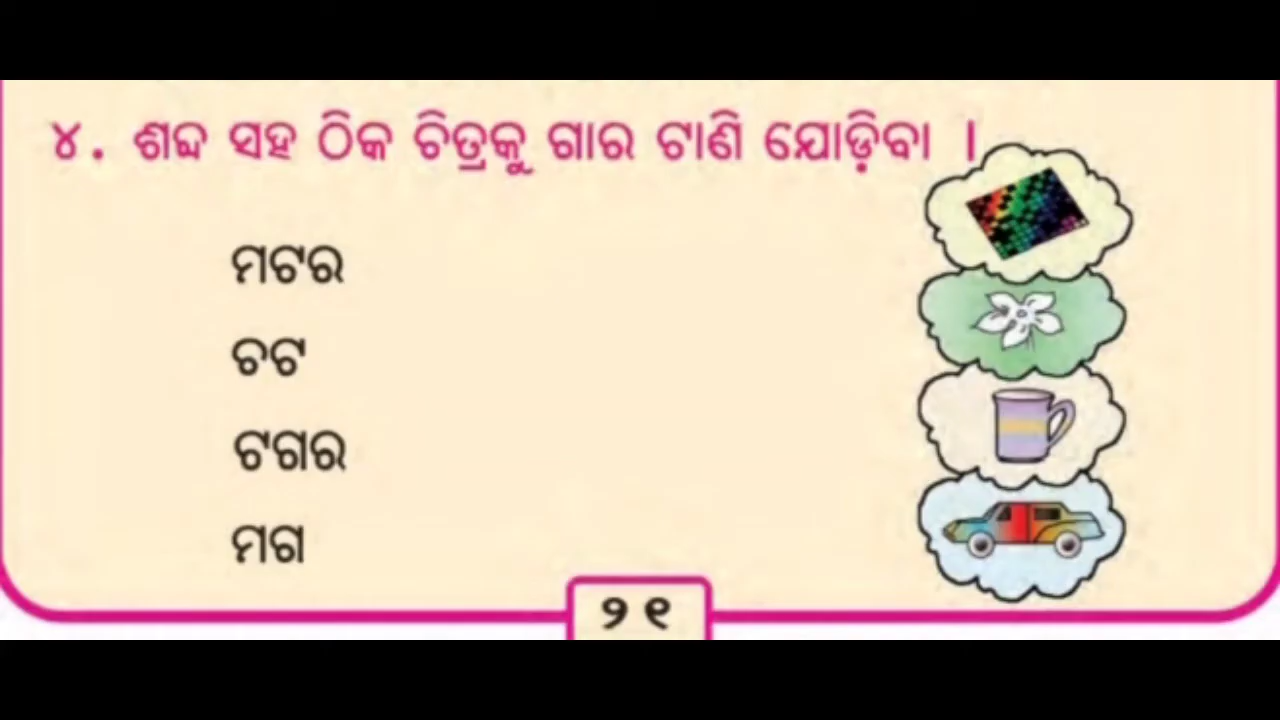 ୪. ଶବ୍ଦ ସହ ଠିକ ଚିତ୍ରକୁ ଗାର ଟାଣି ଯୋଡ଼ିବା ।
ମଟର
ଚଟ
ଟଗର
ମଗ
୨୧